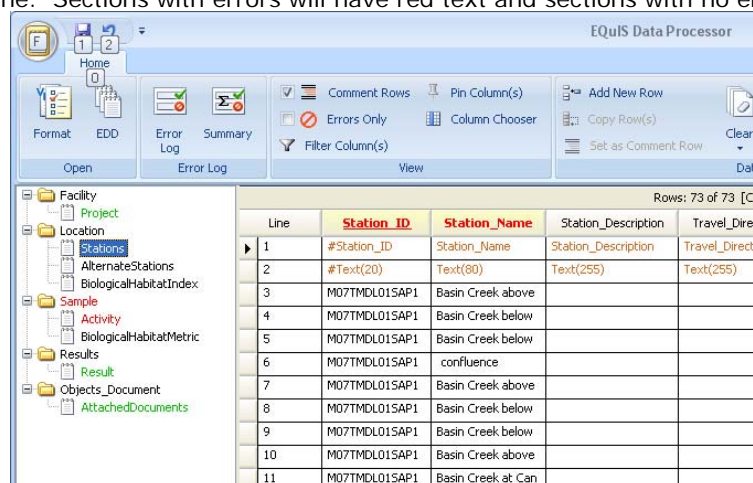 Sections with errors will have red text and sections with no
EQuIS Data Processor
F
1
2
Home
0
Format
EDD
Open
Error
Log
Summary
Error Log
Comment Rows
Errors Only
Filter Column(s)
Pin Column(s)
Column Chooser
View
Add New Row
Copy Row(s)
Set as Comment Row
Clear
Facility
Project
Location
Stations
AlternateStations
BiologicalHabitatIndex
Sample
Activity
BiologicalHabitatMetric
Results
Result
Objects_Document
AttachedDocuments
Rows: 73 of 73 [C
Line Station_ID Station_Name Station_Description Travel_Dire
1 #Station_ID Station_Name Station_Description Travel_Direct
2 #Text(20) Text(80) Text(255) Text(255)
3 M07TMDL01SAP1 Basin Creek above
4 M07TMDL01SAP1 Basin Creek below
5 M07TMDL01SAP1 Basin Creek below
6 M07TMDL01SAP1 confluence
7 M07TMDL01SAP1 Basin Creek above
8 M07TMDL01SAP1 Basin Creek below
9 M07TMDL01SAP1 Basin Creek below
10 M07TMDL01SAP1 Basin Creek above
11 M07TMDL01SAP1 Basin Creek at Can